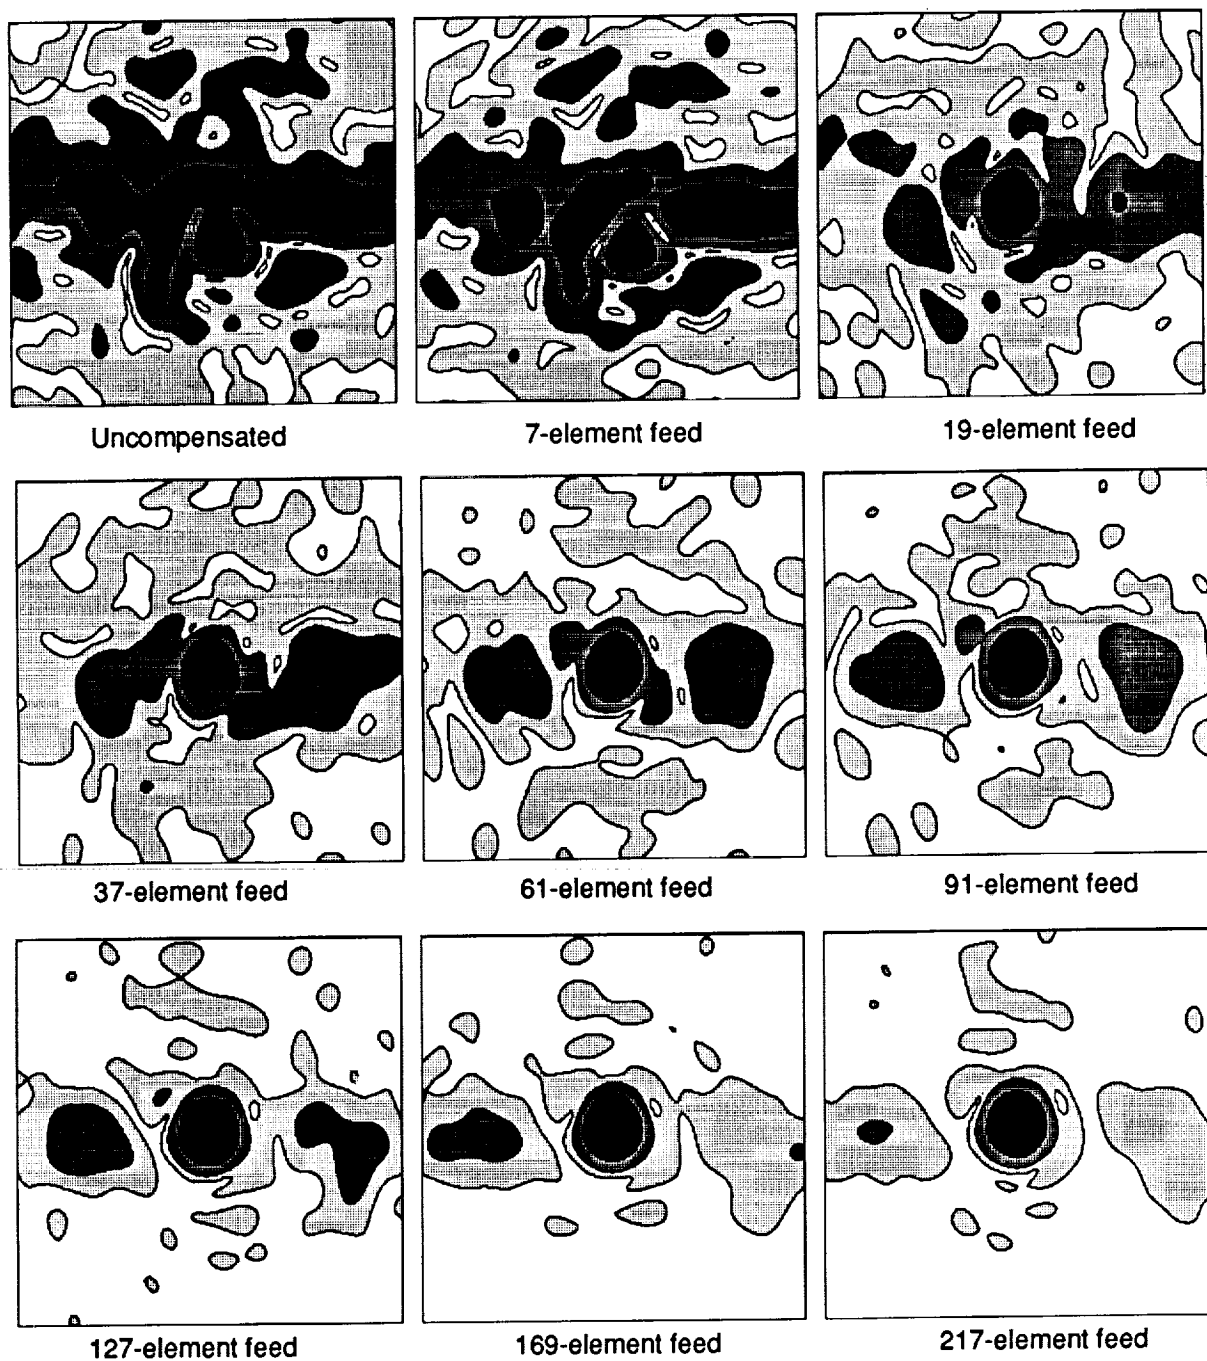 Uncompensated
7-element feed
19-element feed
37-element feed
61-element feed
91-element feed
127-element feed
169-element feed
217-element feed